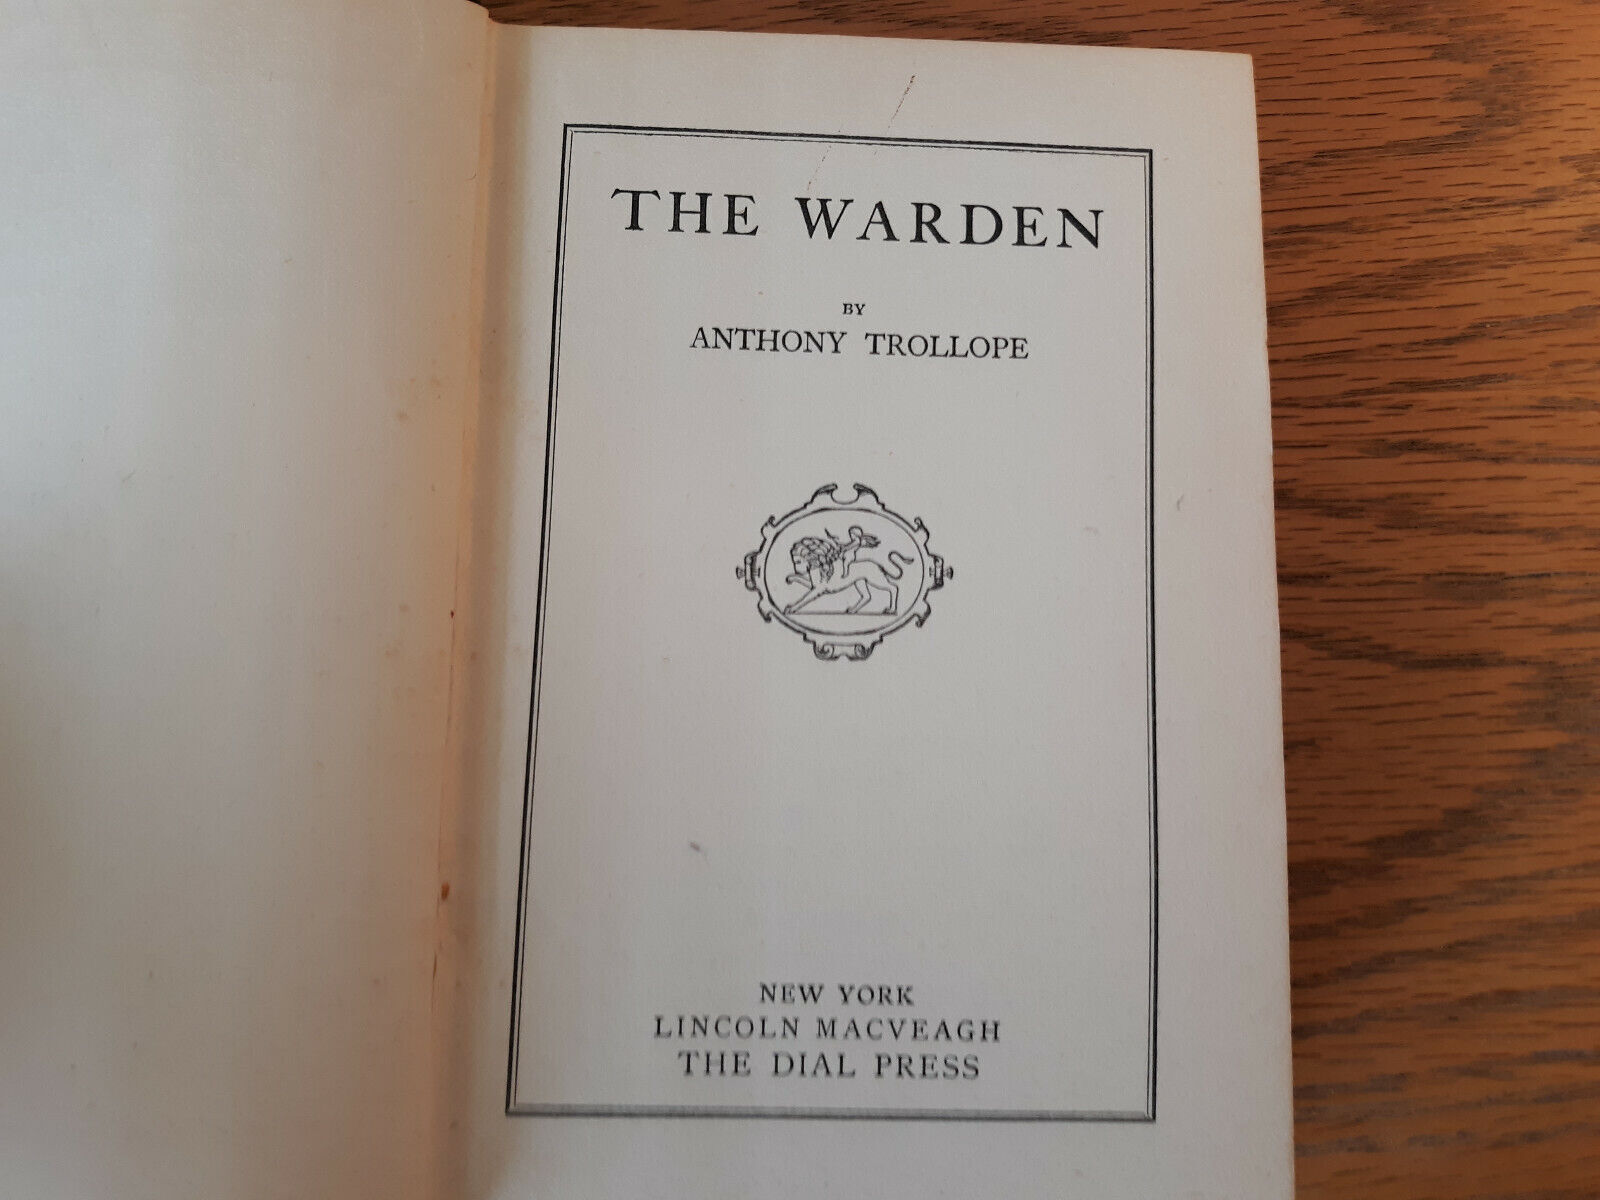 THE WARDEN
BY
ANTHONY TROLLOPE
NEW YORK
LINCOLN MACVEAGH
THE DIAL PRESS